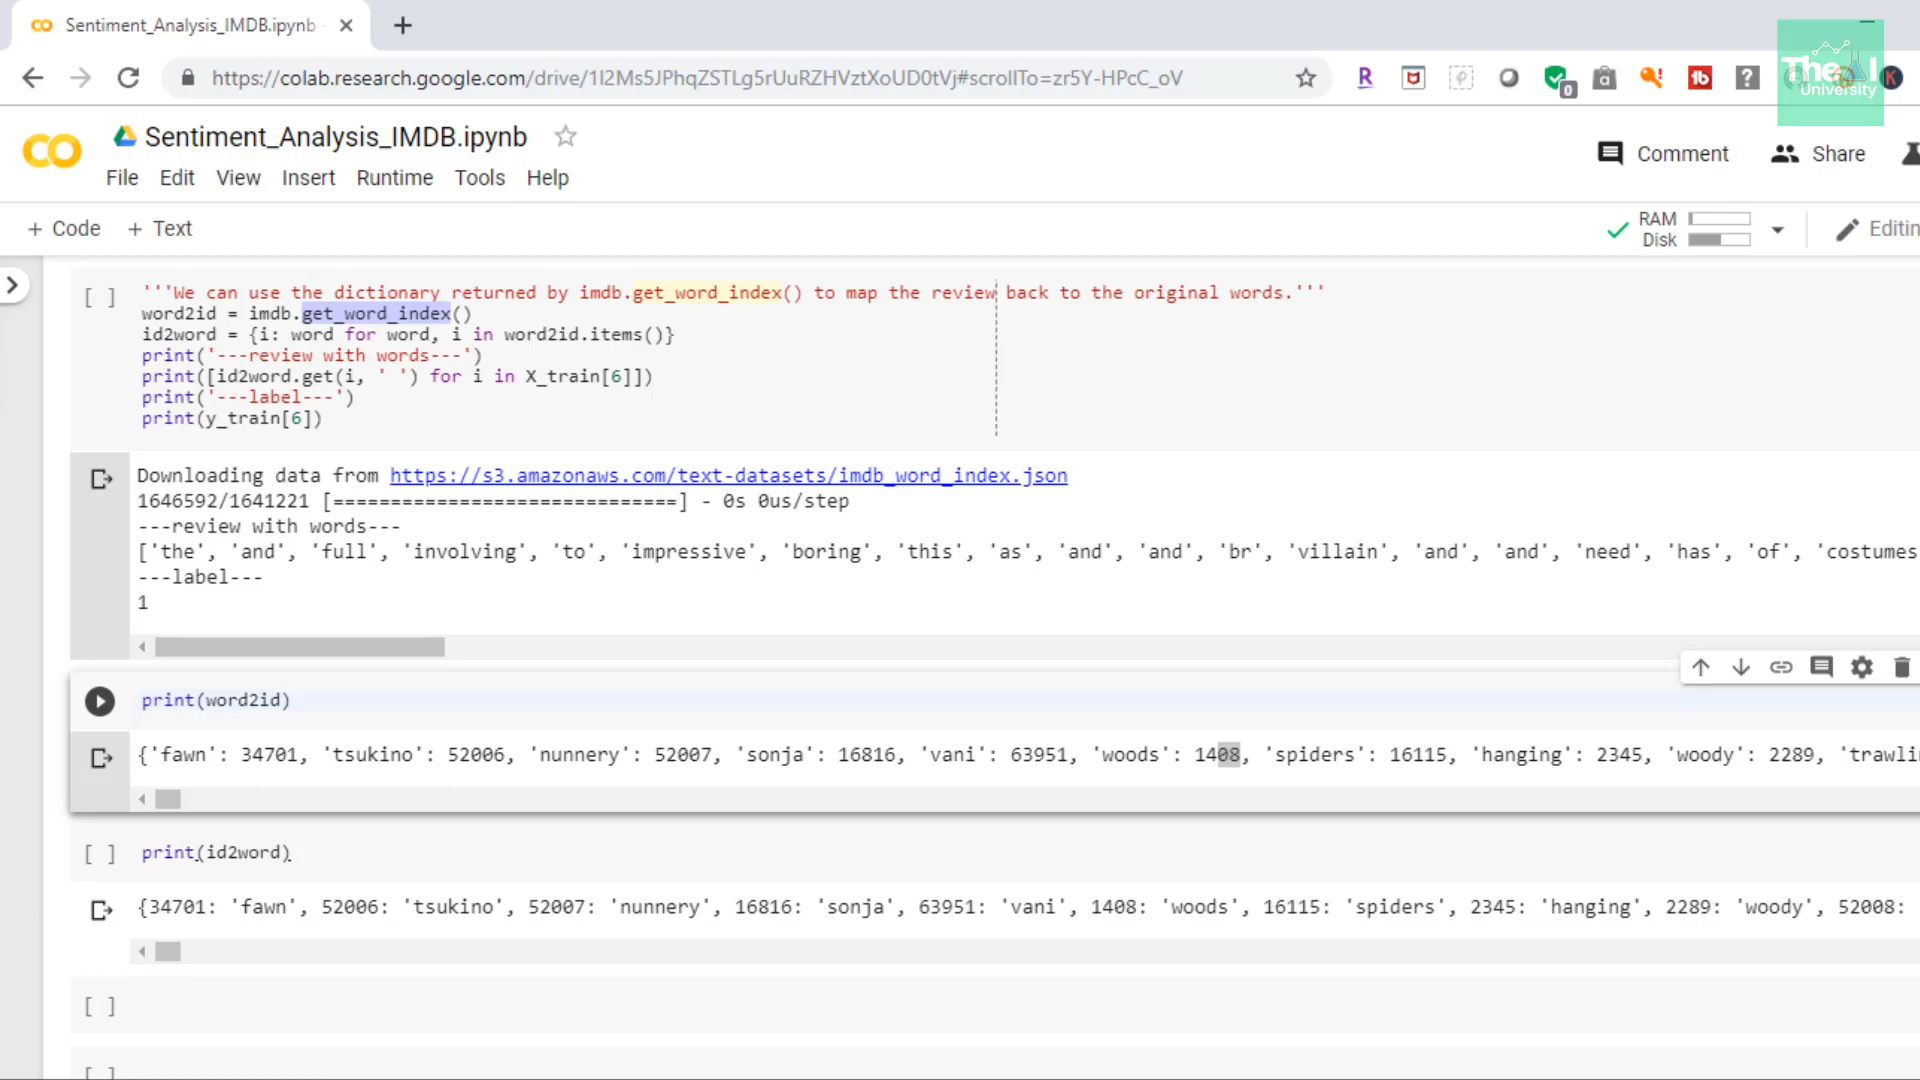 Sentiment_Analysis_IMDB.ipynb
https://colab.research.google.com/drive/1I2Ms5JPhqZSTLg5rUuRZHVztXoUD0tVj#scrollTo=zr5Y-HPcC_oV
The AI
University
Sentiment_Analysis_IMDB.ipynb
Comment Share
File Edit View Insert Runtime Tools Help
+ Code + Text
RAM
Disk
Editin
[ ] '''We can use the dictionary returned by imdb.get_word_index() to map the review back to the original words.'''
word2id = imdb.get_word_index()
id2word = {i: word for word, i in word2id.items()}
print('---review with words---')
print([id2word.get(i, ' ') for i in X_train[6]])
print('---label---')
print(y_train[6])
Downloading data from https://s3.amazonaws.com/text-datasets/imdb_word_index.json
1646592/1641221 [==============================] - 0s 0us/step
---review with words---
['the', 'and', 'full', 'involving', 'to', 'impressive', 'boring', 'this', 'as', 'and', 'and', 'br', 'villain', 'and', 'and', 'need', 'has', 'of', 'costumes
---label---
1
print(word2id)
{'fawn': 34701, 'tsukino': 52006, 'nunnery': 52007, 'sonja': 16816, 'vani': 63951, 'woods': 1408, 'spiders': 16115, 'hanging': 2345, 'woody': 2289, 'trawli
[ ] print(id2word)
{34701: 'fawn', 52006: 'tsukino', 52007: 'nunnery', 16816: 'sonja', 63951: 'vani', 1408: 'woods', 16115: 'spiders', 2345: 'hanging', 2289: 'woody', 52008:
[ ]
[ ]